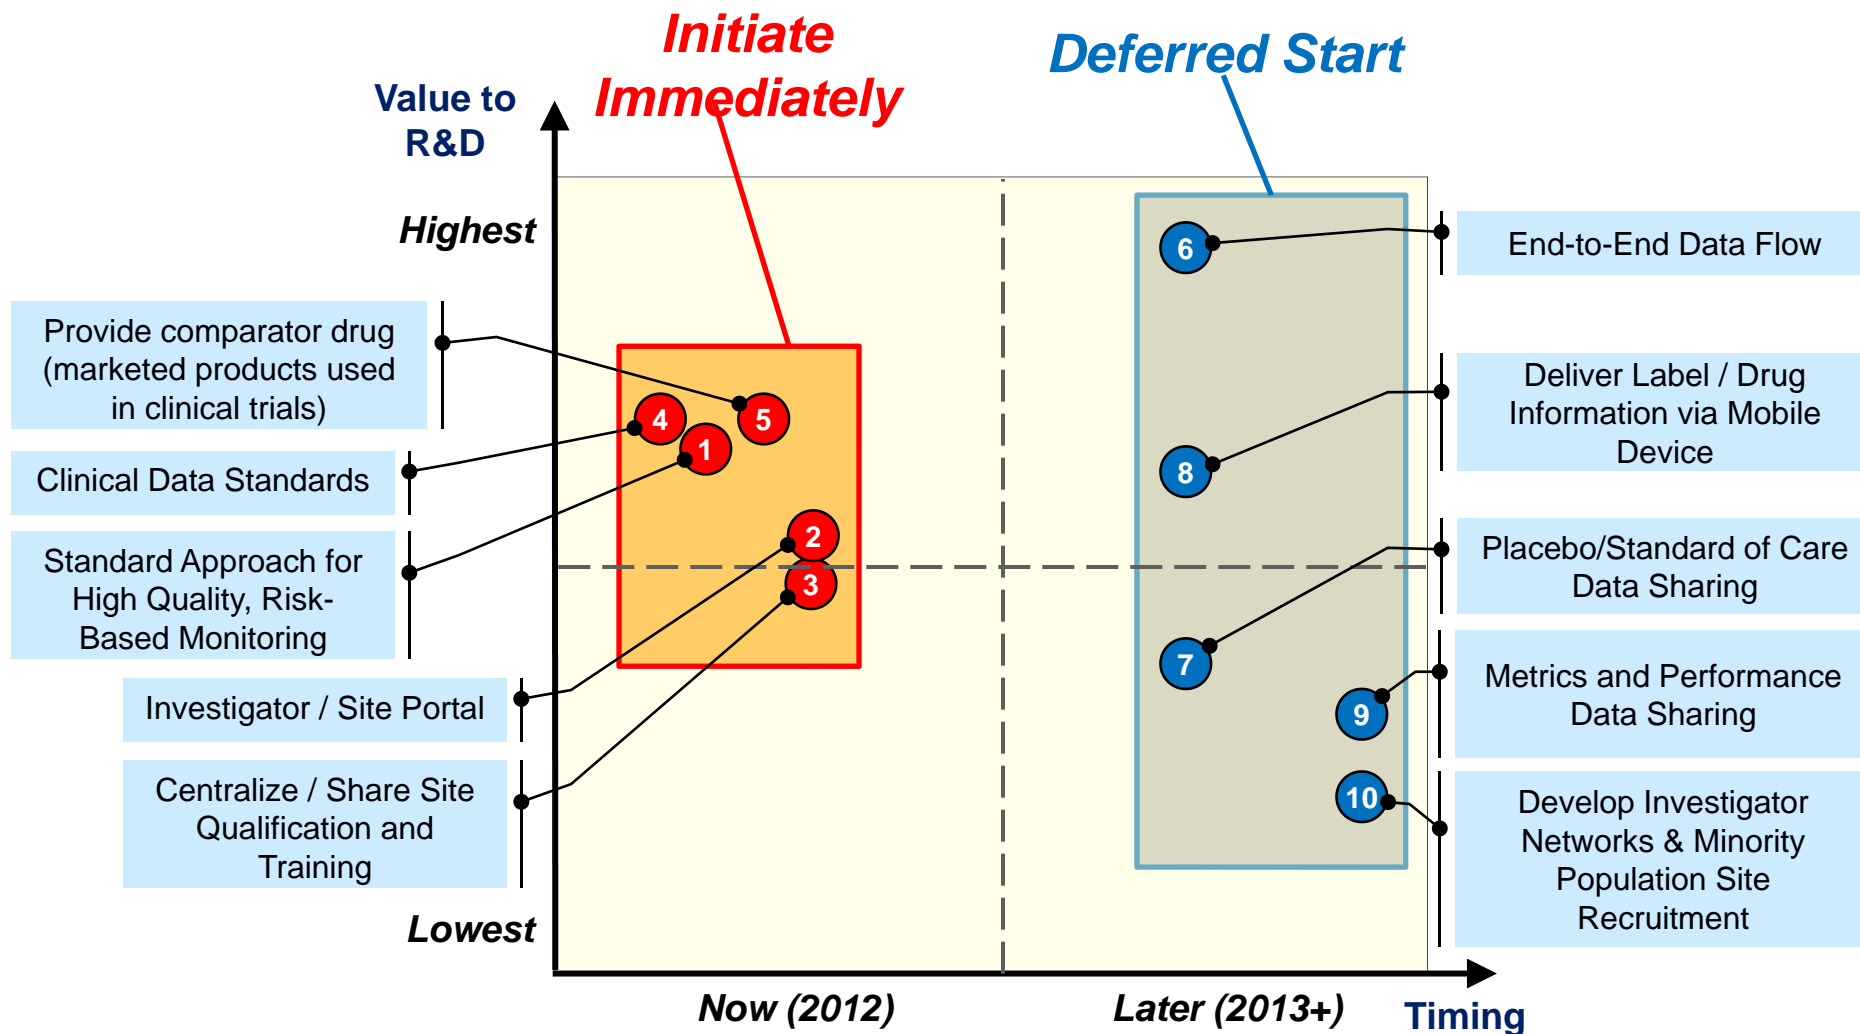 Initiate
Immediately
Deferred Start
Value to
R&D
Highest
Lowest
Provide comparator drug
(marketed products used
in clinical trials)
Clinical Data Standards
Standard Approach for
High Quality, Risk-
Based Monitoring
Investigator / Site Portal
Centralize / Share Site
Qualification and
Training
4
1
5
2
3
6
8
7
9
10
End-to-End Data Flow
Deliver Label / Drug
Information via Mobile
Device
Placebo/Standard of Care
Data Sharing
Metrics and Performance
Data Sharing
Develop Investigator
Networks & Minority
Population Site
Recruitment
Now (2012)
Later (2013+)
Timing